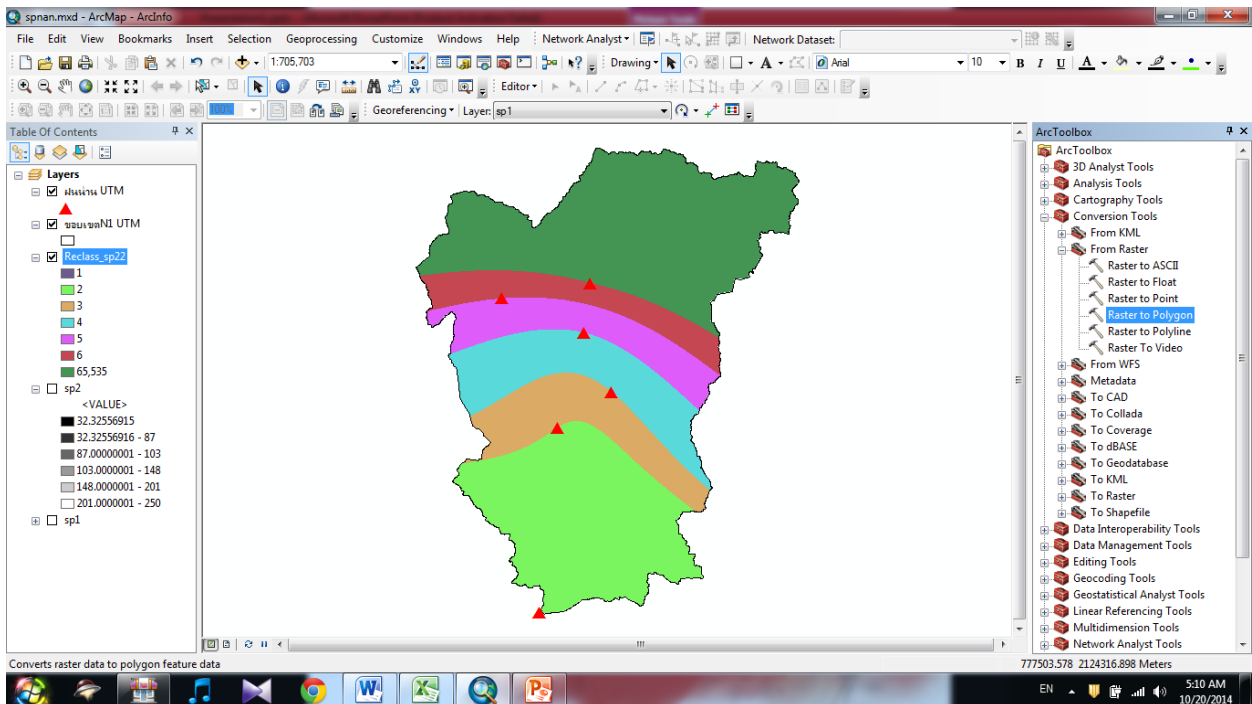 spnan.mxd - ArcMap - ArcInfo
File Edit View Bookmarks Insert Selection Geoprocessing Customize Windows Help Network Analyst Network Dataset:
1:705,703 Drawing Arial 10 B I U A
Editor
100% Georeferencing Layer: sp1
Table Of Contents
Layers
ฝนน่าน UTM
ขอบเขตN1 UTM
Reclass_sp22
1
2
3
4
5
6
65,535
sp2
<VALUE>
32.32556915
32.32556916 - 87
87.0000001 - 103
103.0000001 - 148
148.0000001 - 201
201.0000001 - 250
sp1
ArcToolbox
ArcToolbox
3D Analyst Tools
Analysis Tools
Cartography Tools
Conversion Tools
From KML
From Raster
Raster to ASCII
Raster to Float
Raster to Point
Raster to Polygon
Raster to Polyline
Raster To Video
From WFS
Metadata
To CAD
To Collada
To Coverage
To dBASE
To Geodatabase
To KML
To Raster
To Shapefile
Data Interoperability Tools
Data Management Tools
Editing Tools
Geocoding Tools
Geostatistical Analyst Tools
Linear Referencing Tools
Multidimension Tools
Network Analyst Tools
Converts raster data to polygon feature data
777503.578 2124316.898 Meters
EN
5:10 AM
10/20/2014